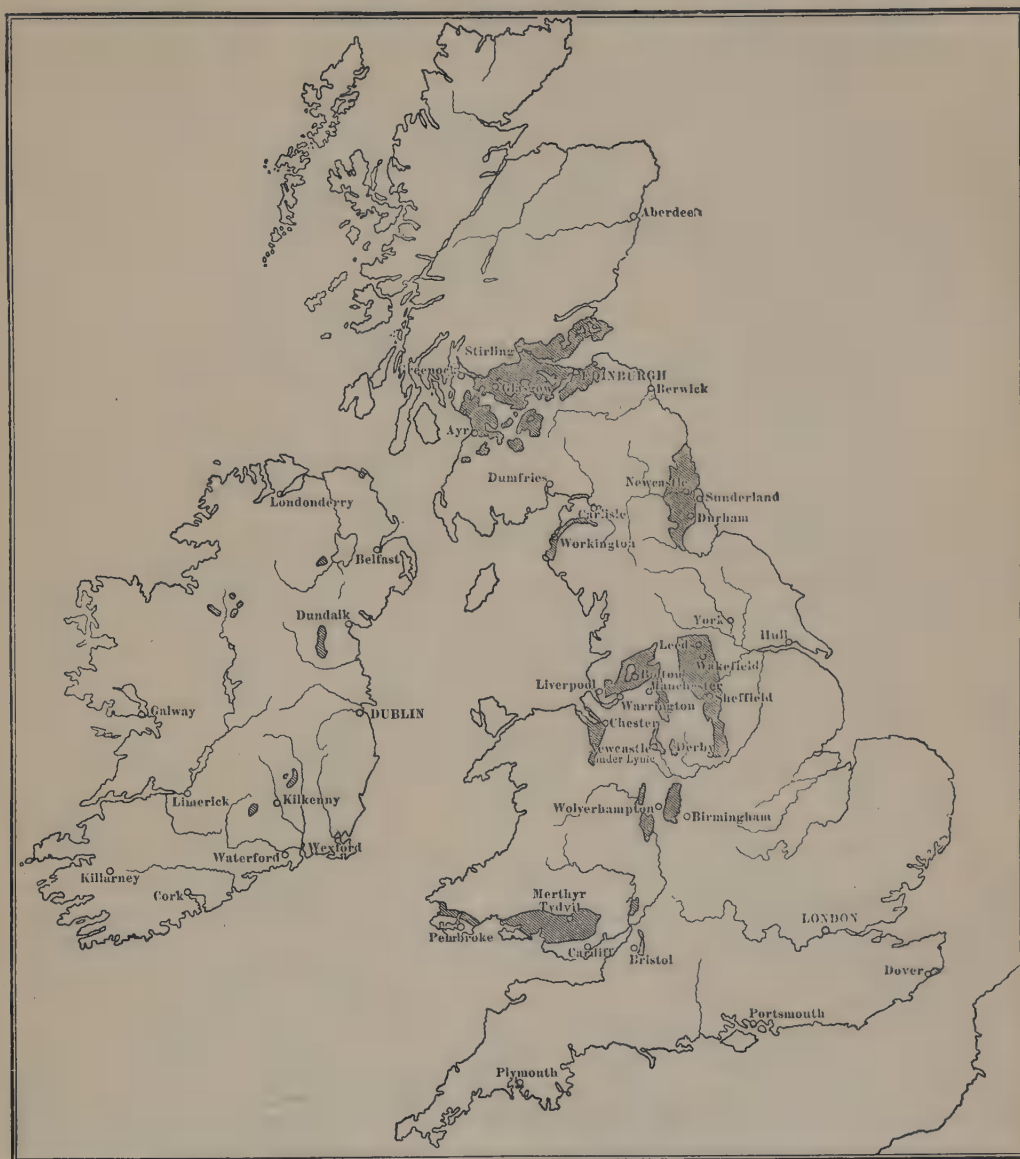 Aberdeen
Stirling
Greenock
Glasgow
EDINBURGH
Berwick
Ayr
Dumfries
Newcastle
Sunderland
Londonderry
Carlisle
Durham
Workington
Belfast
Dundalk
York
Hull
Leeds
Wakefield
Bolton
Manchester
Liverpool
Sheffield
Warrington
Galway
DUBLIN
Chester
Newcastle
under Lyme
Derby
Limerick
Kilkenny
Wolverhampton
Birmingham
Waterford
Wexford
Killarney
Cork
Merthyr
Tydvil
Pembroke
LONDON
Cardiff
Bristol
Dover
Portsmouth
Plymouth